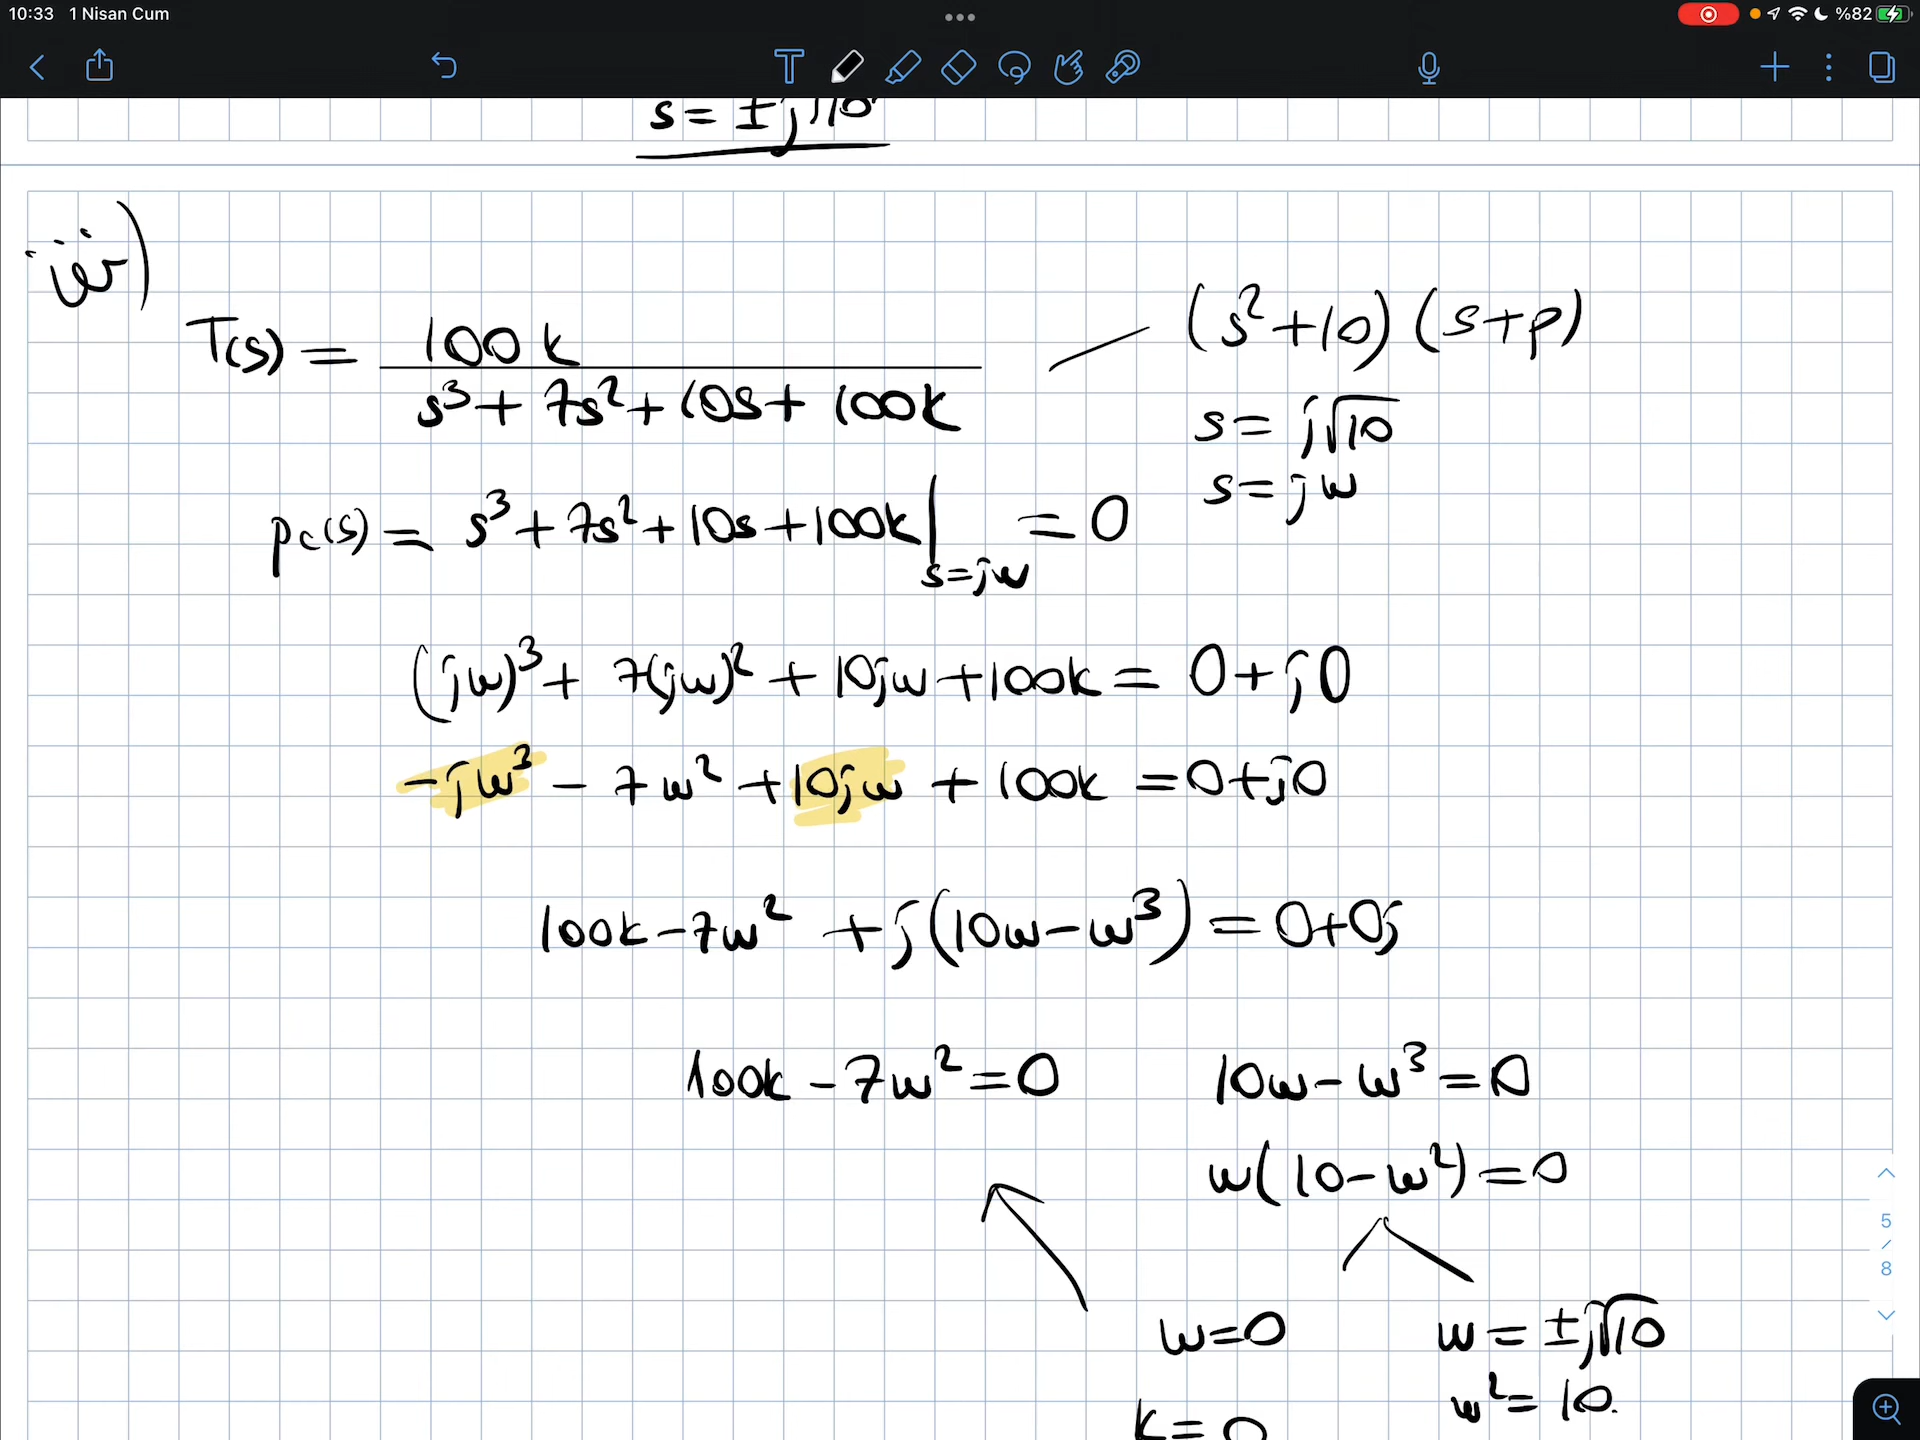 10:33 1 Nisan Cum
%82
s = ±j√10
iii)
T(s) = 100k / s³ + 7s² + 10s + 100k
(s²+10)(s+p)
s = j√10
s = jw
pc(s) = s³ + 7s² + 10s + 100k | s=jw = 0
(jw)³ + 7(jw)² + 10jw + 100k = 0 + j0
-jw³ - 7w² + 10jw + 100k = 0 + j0
100k - 7w² + j(10w - w³) = 0 + 0j
100k - 7w² = 0
10w - w³ = 0
w(10 - w²) = 0
w = 0
w = ±j√10
k = 0
w² = 10.
5
/
8